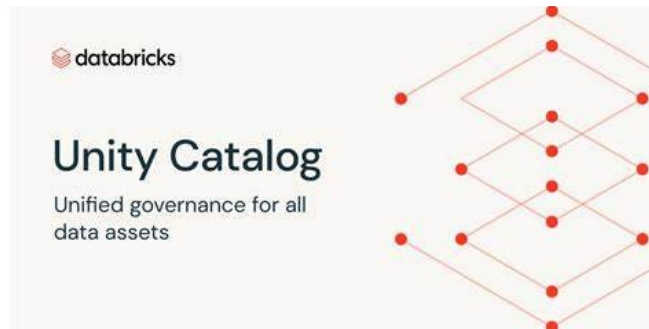 databricks
Unity Catalog
Unified governance for all
data assets